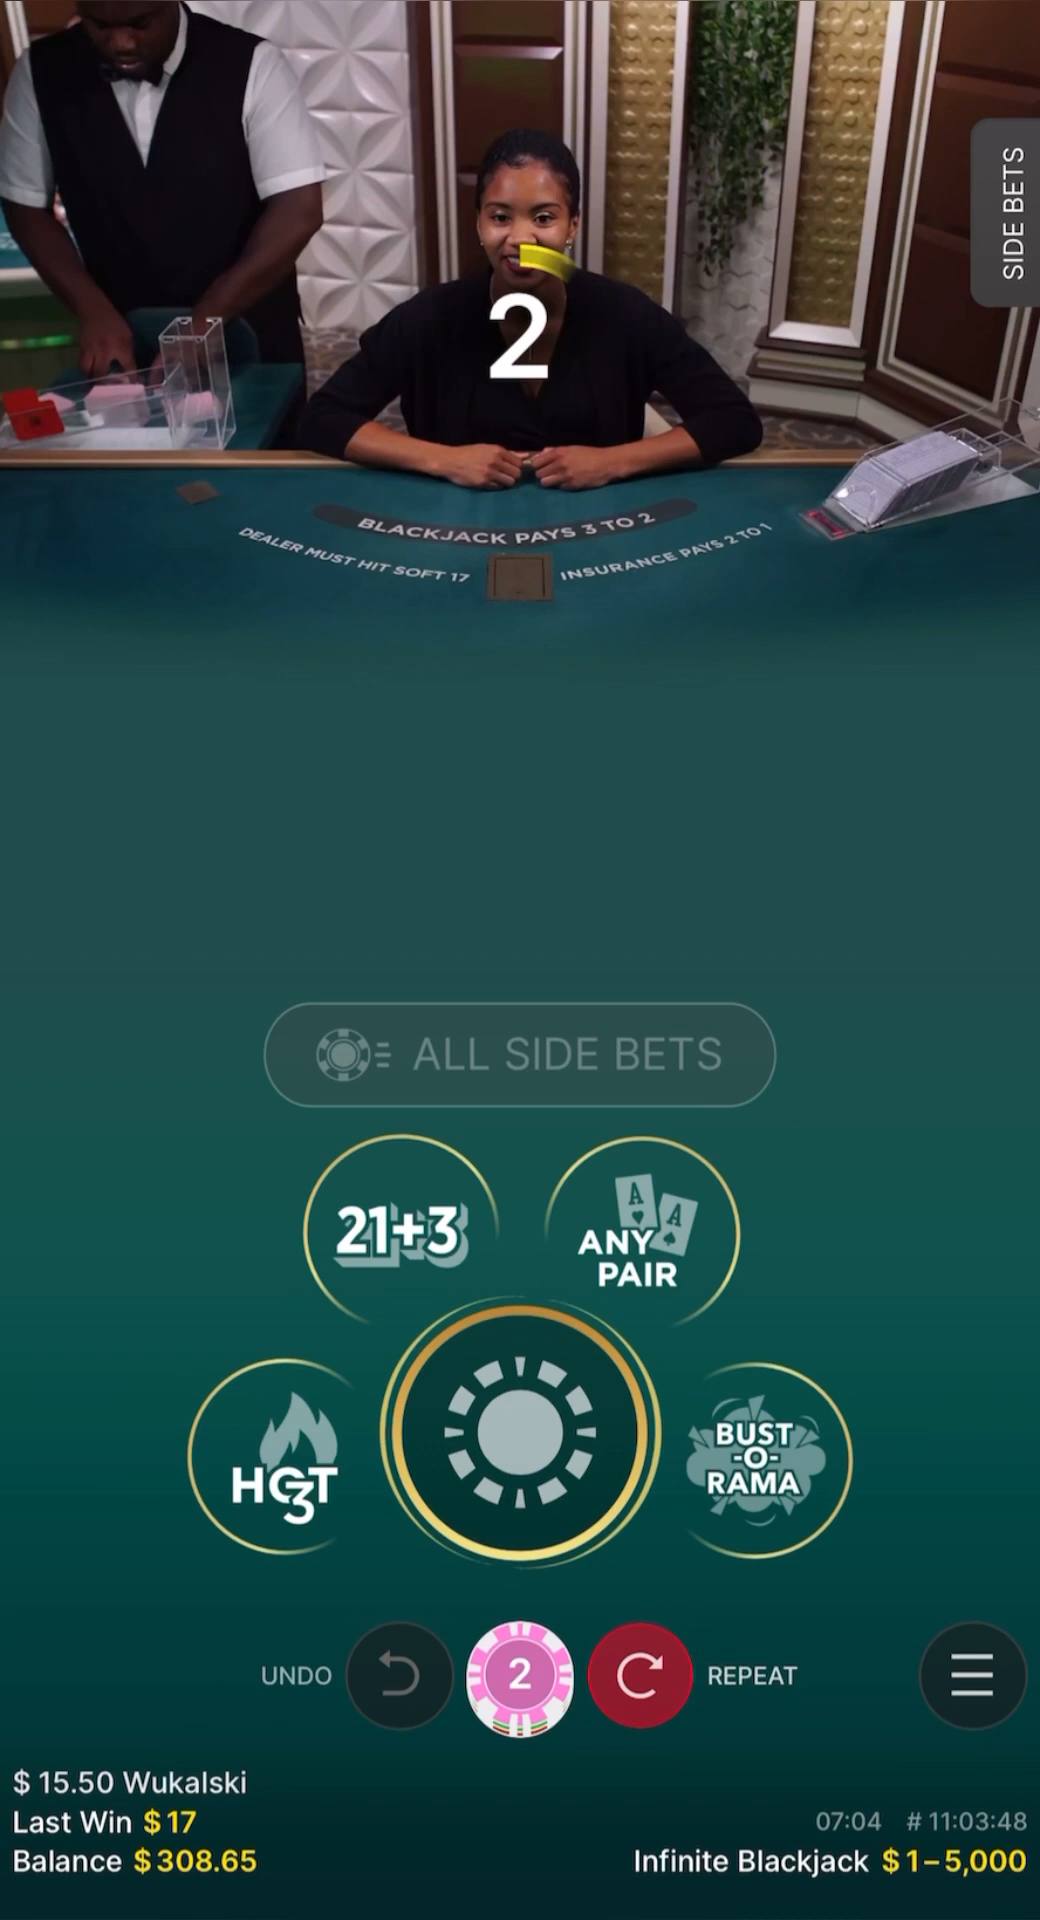 SIDE BETS
2
BLACKJACK PAYS 3 TO 2
DEALER MUST HIT SOFT 17
INSURANCE PAYS 2 TO 1
ALL SIDE BETS
21+3
A
A
ANY
PAIR
HOT
3
BUST
-O-
RAMA
UNDO
2
REPEAT
$ 15.50 Wukalski
Last Win $17
07:04 # 11:03:48
Balance $308.65
Infinite Blackjack $1–5,000